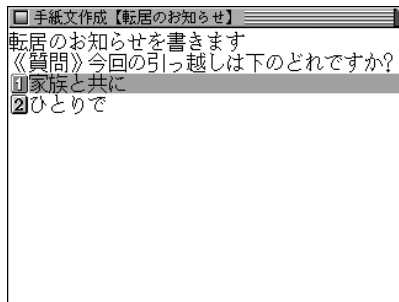 手紙文作成【転居のお知らせ】
転居のお知らせを書きます
《質問》今回の引っ越しは下のどれですか?
1家族と共に
2ひとりで